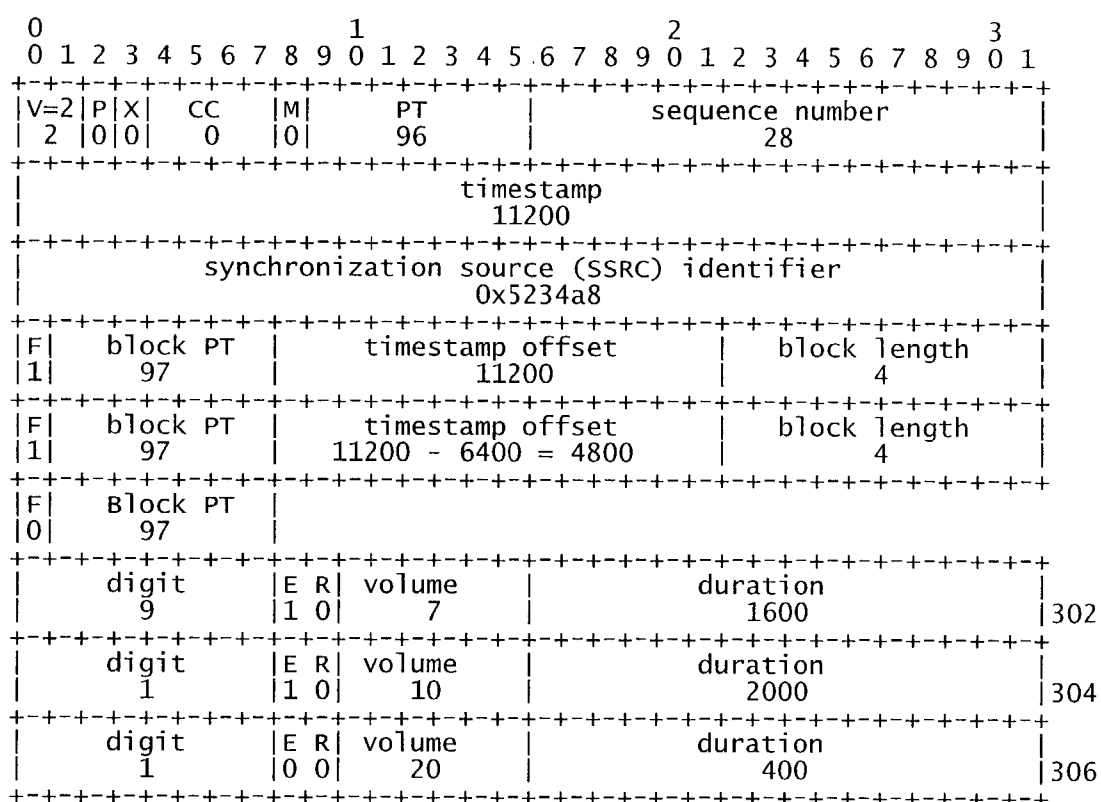 0                   1                   2                   3
0 1 2 3 4 5 6 7 8 9 0 1 2 3 4 5 6 7 8 9 0 1 2 3 4 5 6 7 8 9 0 1
+-+-+-+-+-+-+-+-+-+-+-+-+-+-+-+-+-+-+-+-+-+-+-+-+-+-+-+-+-+-+-+-+
|V=2|P|X| CC |M| PT | sequence number |
| 2 |0|0| 0 |0| 96 | 28 |
+-+-+-+-+-+-+-+-+-+-+-+-+-+-+-+-+-+-+-+-+-+-+-+-+-+-+-+-+-+-+-+-+
| timestamp |
| 11200 |
+-+-+-+-+-+-+-+-+-+-+-+-+-+-+-+-+-+-+-+-+-+-+-+-+-+-+-+-+-+-+-+-+
| synchronization source (SSRC) identifier |
| 0x5234a8 |
+-+-+-+-+-+-+-+-+-+-+-+-+-+-+-+-+-+-+-+-+-+-+-+-+-+-+-+-+-+-+-+-+
|F| block PT | timestamp offset | block length |
|1| 97 | 11200 | 4 |
+-+-+-+-+-+-+-+-+-+-+-+-+-+-+-+-+-+-+-+-+-+-+-+-+-+-+-+-+-+-+-+-+
|F| block PT | timestamp offset | block length |
|1| 97 | 11200 - 6400 = 4800 | 4 |
+-+-+-+-+-+-+-+-+-+-+-+-+-+-+-+-+-+-+-+-+-+-+-+-+-+-+-+-+-+-+-+-+
|F| Block PT |
|0| 97 |
+-+-+-+-+-+-+-+-+-+-+-+-+-+-+-+-+-+-+-+-+-+-+-+-+-+-+-+-+-+-+-+-+
| digit |E R| volume | duration |
| 9 |1 0| 7 | 1600 | 302
+-+-+-+-+-+-+-+-+-+-+-+-+-+-+-+-+-+-+-+-+-+-+-+-+-+-+-+-+-+-+-+-+
| digit |E R| volume | duration |
| 1 |1 0| 10 | 2000 | 304
+-+-+-+-+-+-+-+-+-+-+-+-+-+-+-+-+-+-+-+-+-+-+-+-+-+-+-+-+-+-+-+-+
| digit |E R| volume | duration |
| 1 |0 0| 20 | 400 | 306
+-+-+-+-+-+-+-+-+-+-+-+-+-+-+-+-+-+-+-+-+-+-+-+-+-+-+-+-+-+-+-+-+